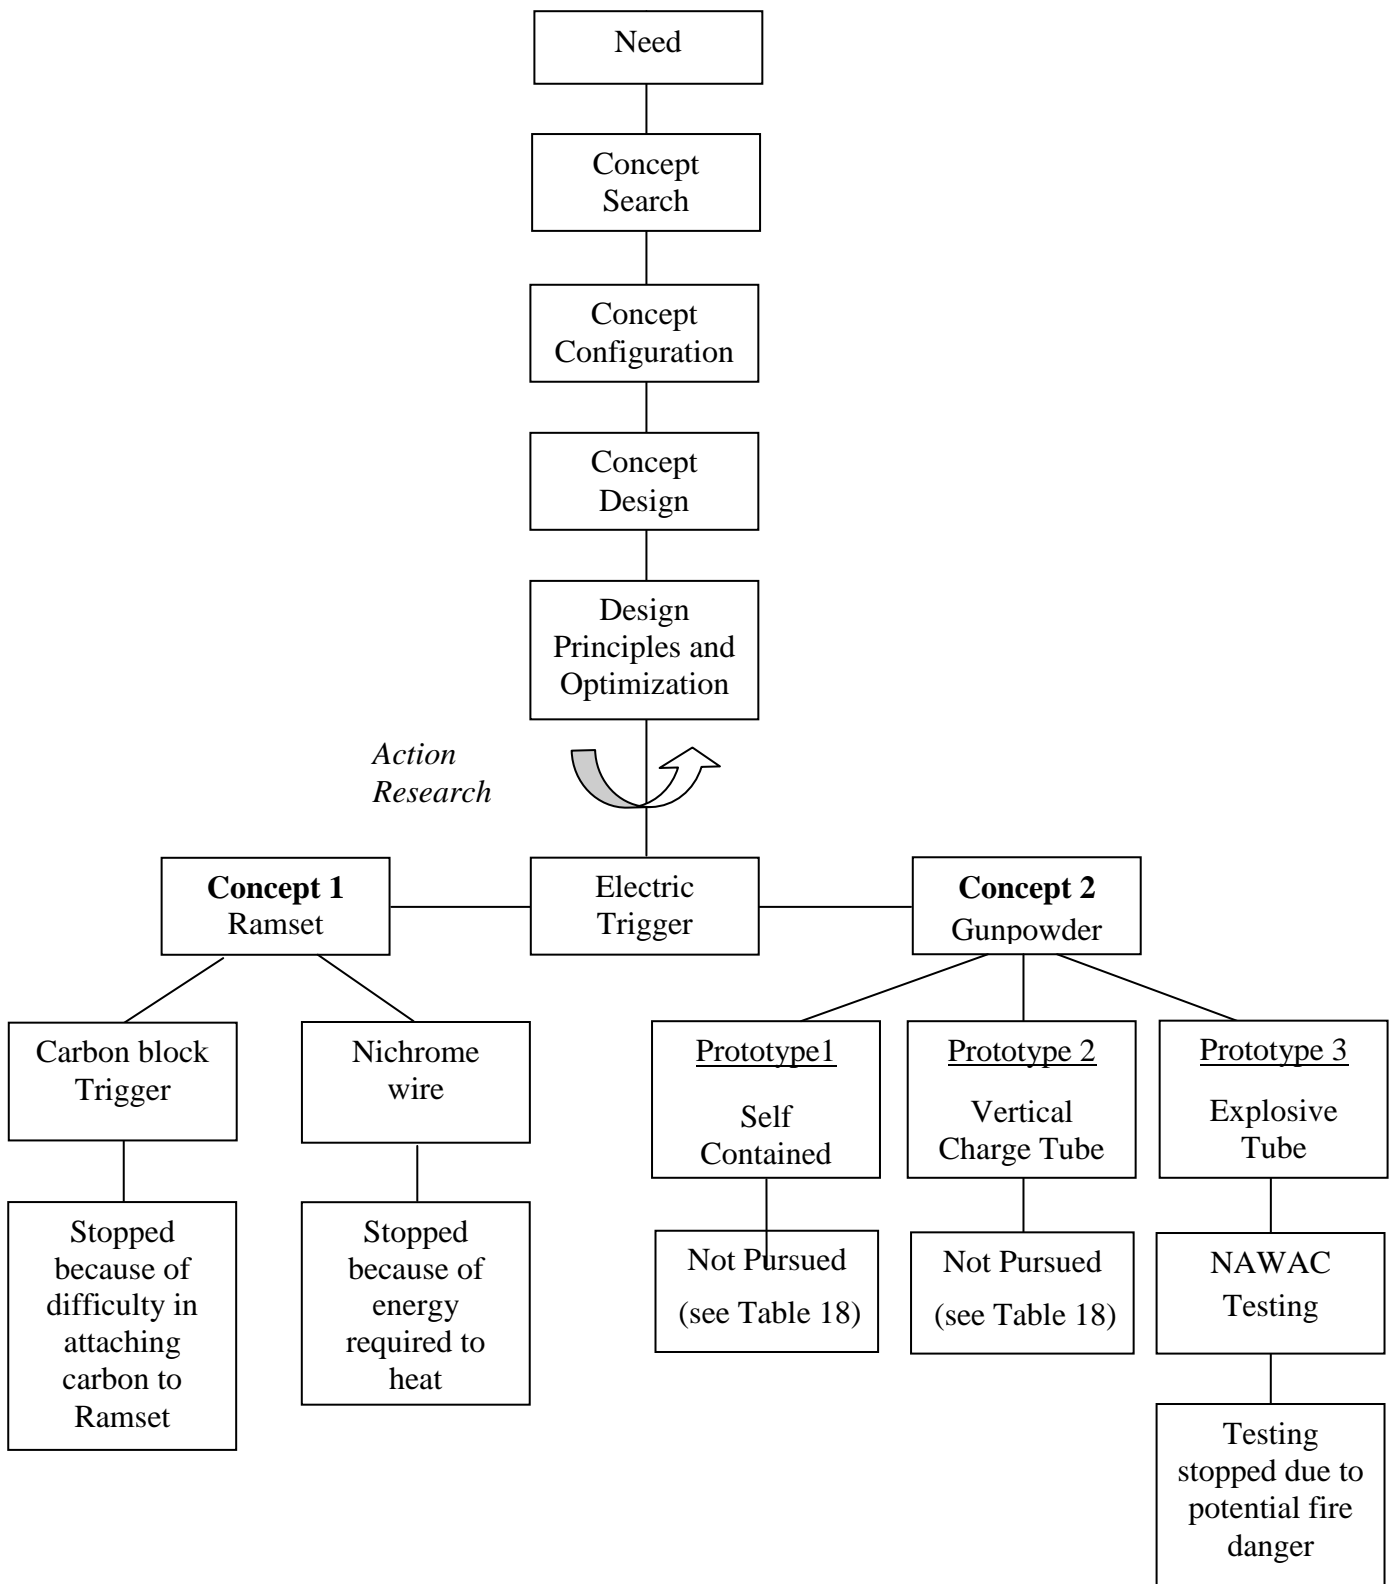 Need
Concept
Search
Concept
Configuration
Concept
Design
Design
Principles and
Optimization
Action
Research
Concept 1
Ramset
Electric
Trigger
Concept 2
Gunpowder
Carbon block
Trigger
Nichrome
wire
Prototype1
Self
Contained
Prototype 2
Vertical
Charge Tube
Prototype 3
Explosive
Tube
Stopped
because of
difficulty in
attaching
carbon to
Ramset
Stopped
because of
energy
required to
heat
Not Pursued
(see Table 18)
Not Pursued
(see Table 18)
NAWAC
Testing
Testing
stopped due to
potential fire
danger